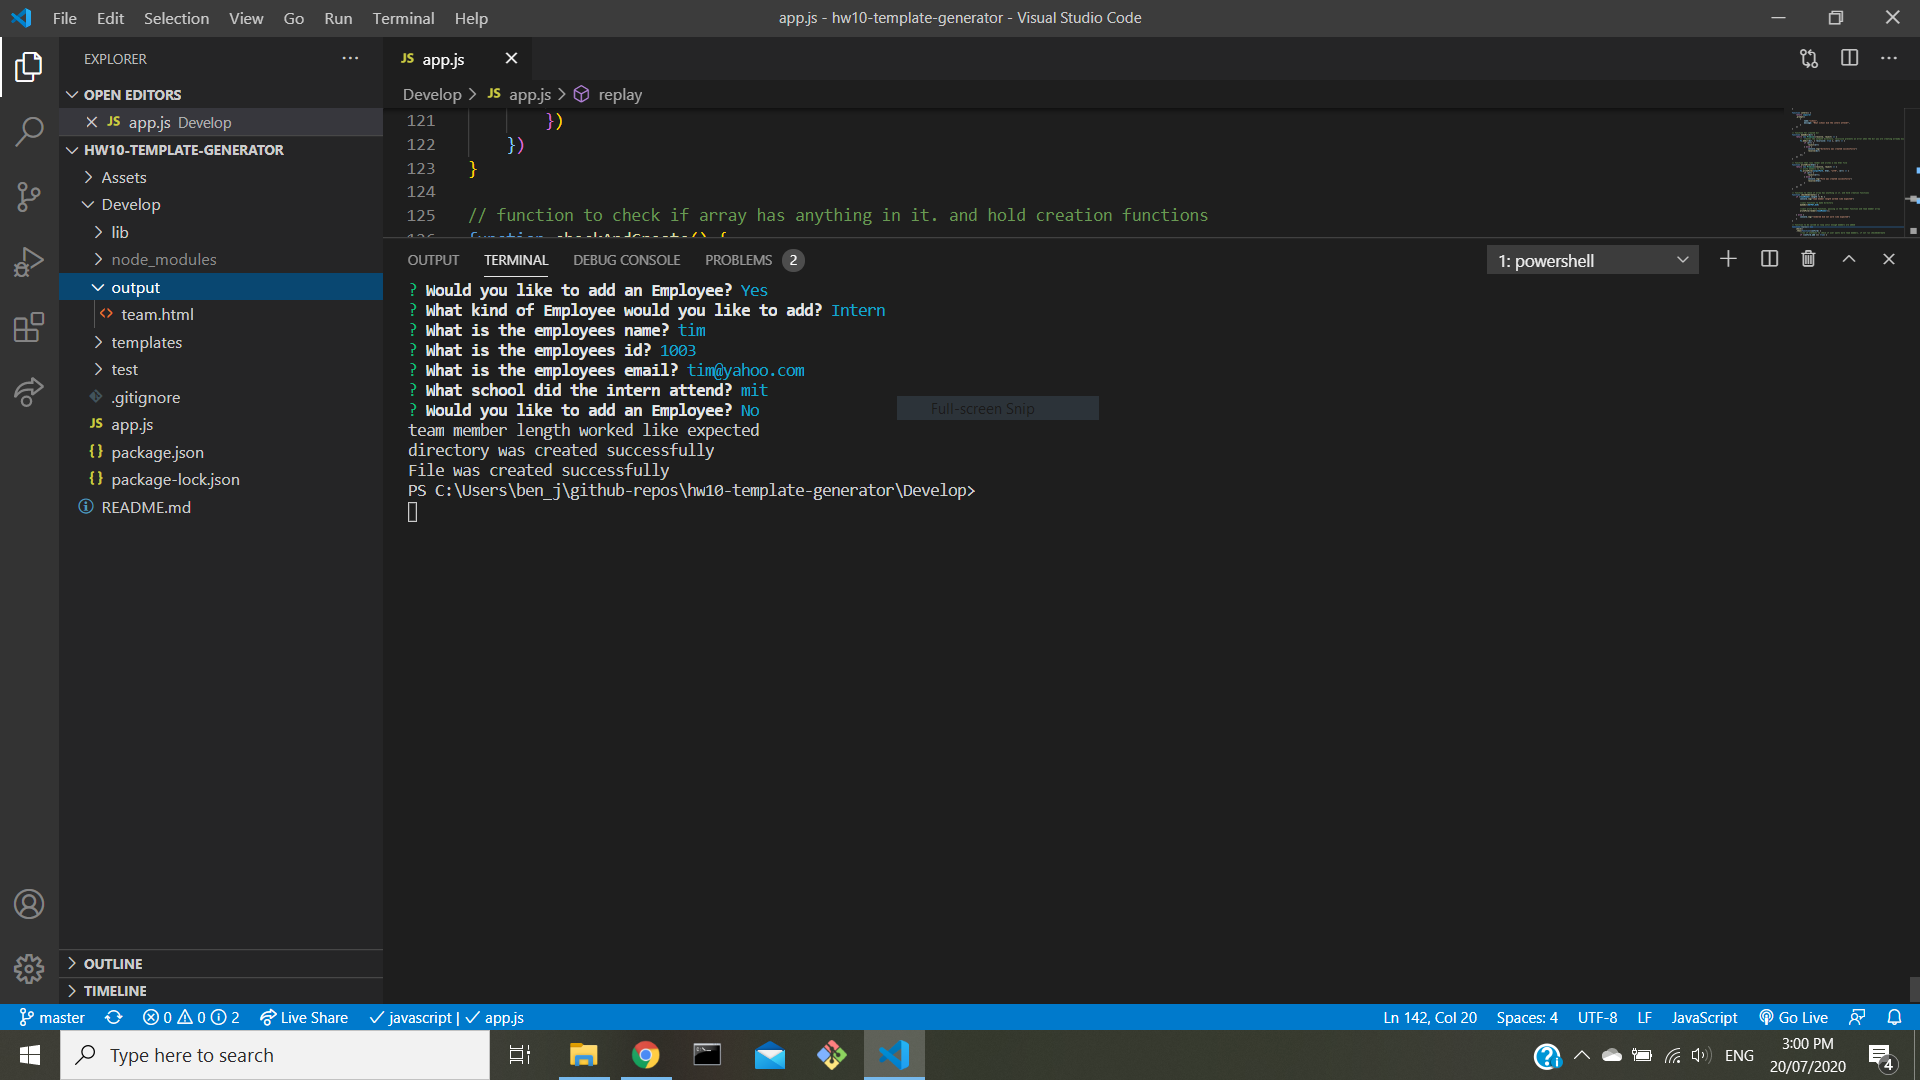 File Edit Selection View Go Run Terminal Help
app.js - hw10-template-generator - Visual Studio Code
EXPLORER
OPEN EDITORS
JS app.js Develop
HW10-TEMPLATE-GENERATOR
Assets
Develop
lib
node_modules
output
<> team.html
templates
test
.gitignore
JS app.js
{} package.json
{} package-lock.json
README.md
OUTLINE
TIMELINE
JS app.js
Develop > JS app.js > replay
121 })
122 })
123 }
124
125 // function to check if array has anything in it. and hold creation functions
126 function checkAndCreate() {
OUTPUT TERMINAL DEBUG CONSOLE PROBLEMS 2
1: powershell
? Would you like to add an Employee? Yes
? What kind of Employee would you like to add? Intern
? What is the employees name? tim
? What is the employees id? 1003
? What is the employees email? tim@yahoo.com
? What school did the intern attend? mit
? Would you like to add an Employee? No
Full-screen Snip
team member length worked like expected
directory was created successfully
File was created successfully
PS C:\Users\ben_j\github-repos\hw10-template-generator\Develop>
master 0 0 2 Live Share javascript | app.js
Ln 142, Col 20 Spaces: 4 UTF-8 LF JavaScript Go Live
Type here to search
ENG
3:00 PM
20/07/2020
4